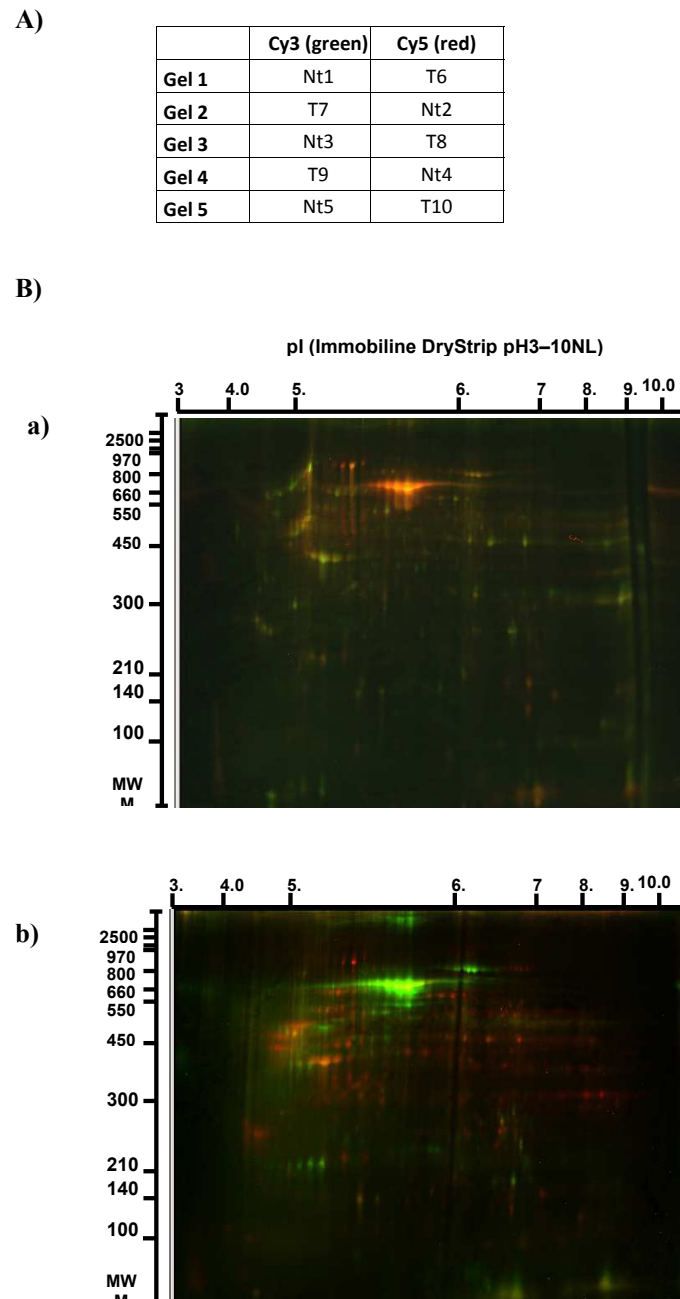 A)
Cy3 (green) Cy5 (red)
Gel 1 Nt1 T6
Gel 2 T7 Nt2
Gel 3 Nt3 T8
Gel 4 T9 Nt4
Gel 5 Nt5 T10
B)
pI (Immobiline DryStrip pH3–10NL)
3 4.0 5. 6. 7 8. 9. 10.0
a)
2500
970
800
660
550
450
300
210
140
100
MW
M
3. 4.0 5. 6. 7 8. 9. 10.0
b)
2500
970
800
660
550
450
300
210
140
100
MW
M